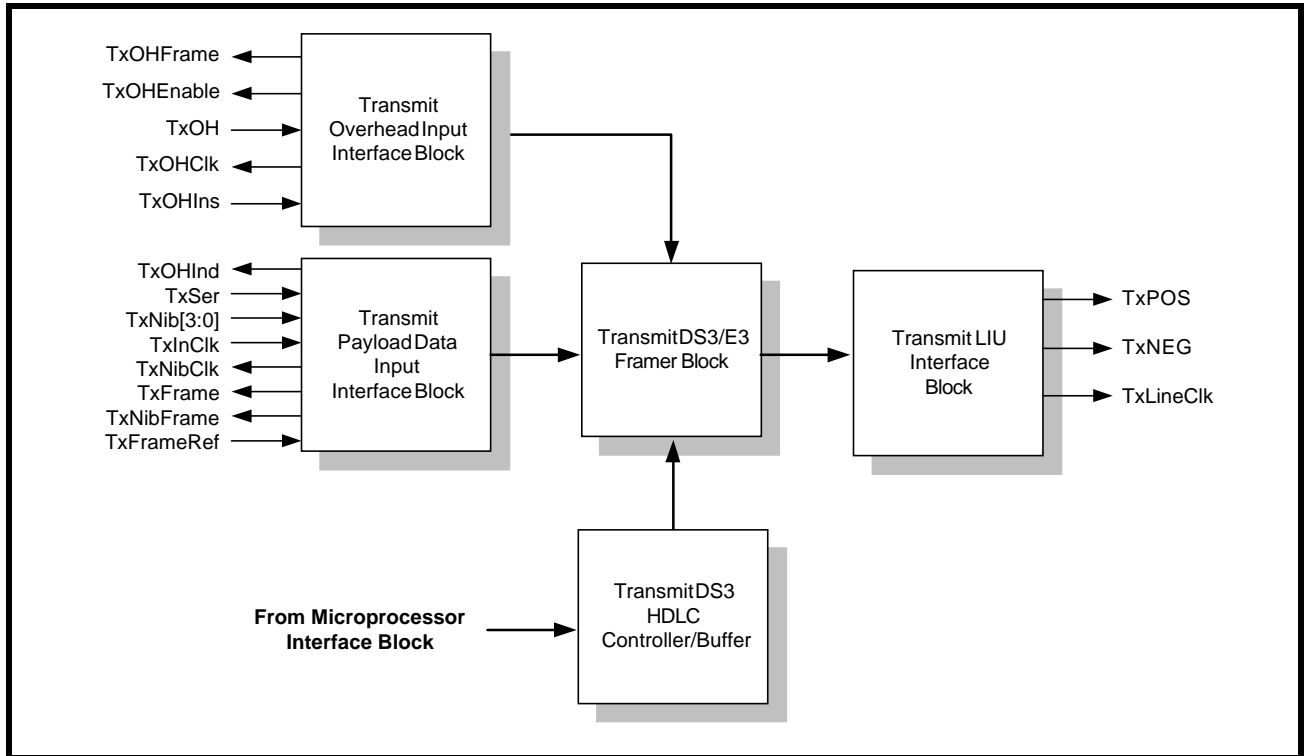 TxOHFrame
TxOHEnable
TxOH
TxOHClk
TxOHIns
Transmit
Overhead Input
Interface Block
TxOHInd
TxSer
TxNib[3:0]
TxInClk
TxNibClk
TxFrame
TxNibFrame
TxFrameRef
Transmit
Payload Data
Input
Interface Block
Transmit DS3/E3
Framer Block
Transmit LIU
Interface
Block
TxPOS
TxNEG
TxLineClk
From Microprocessor
Interface Block
Transmit DS3
HDLC
Controller/Buffer